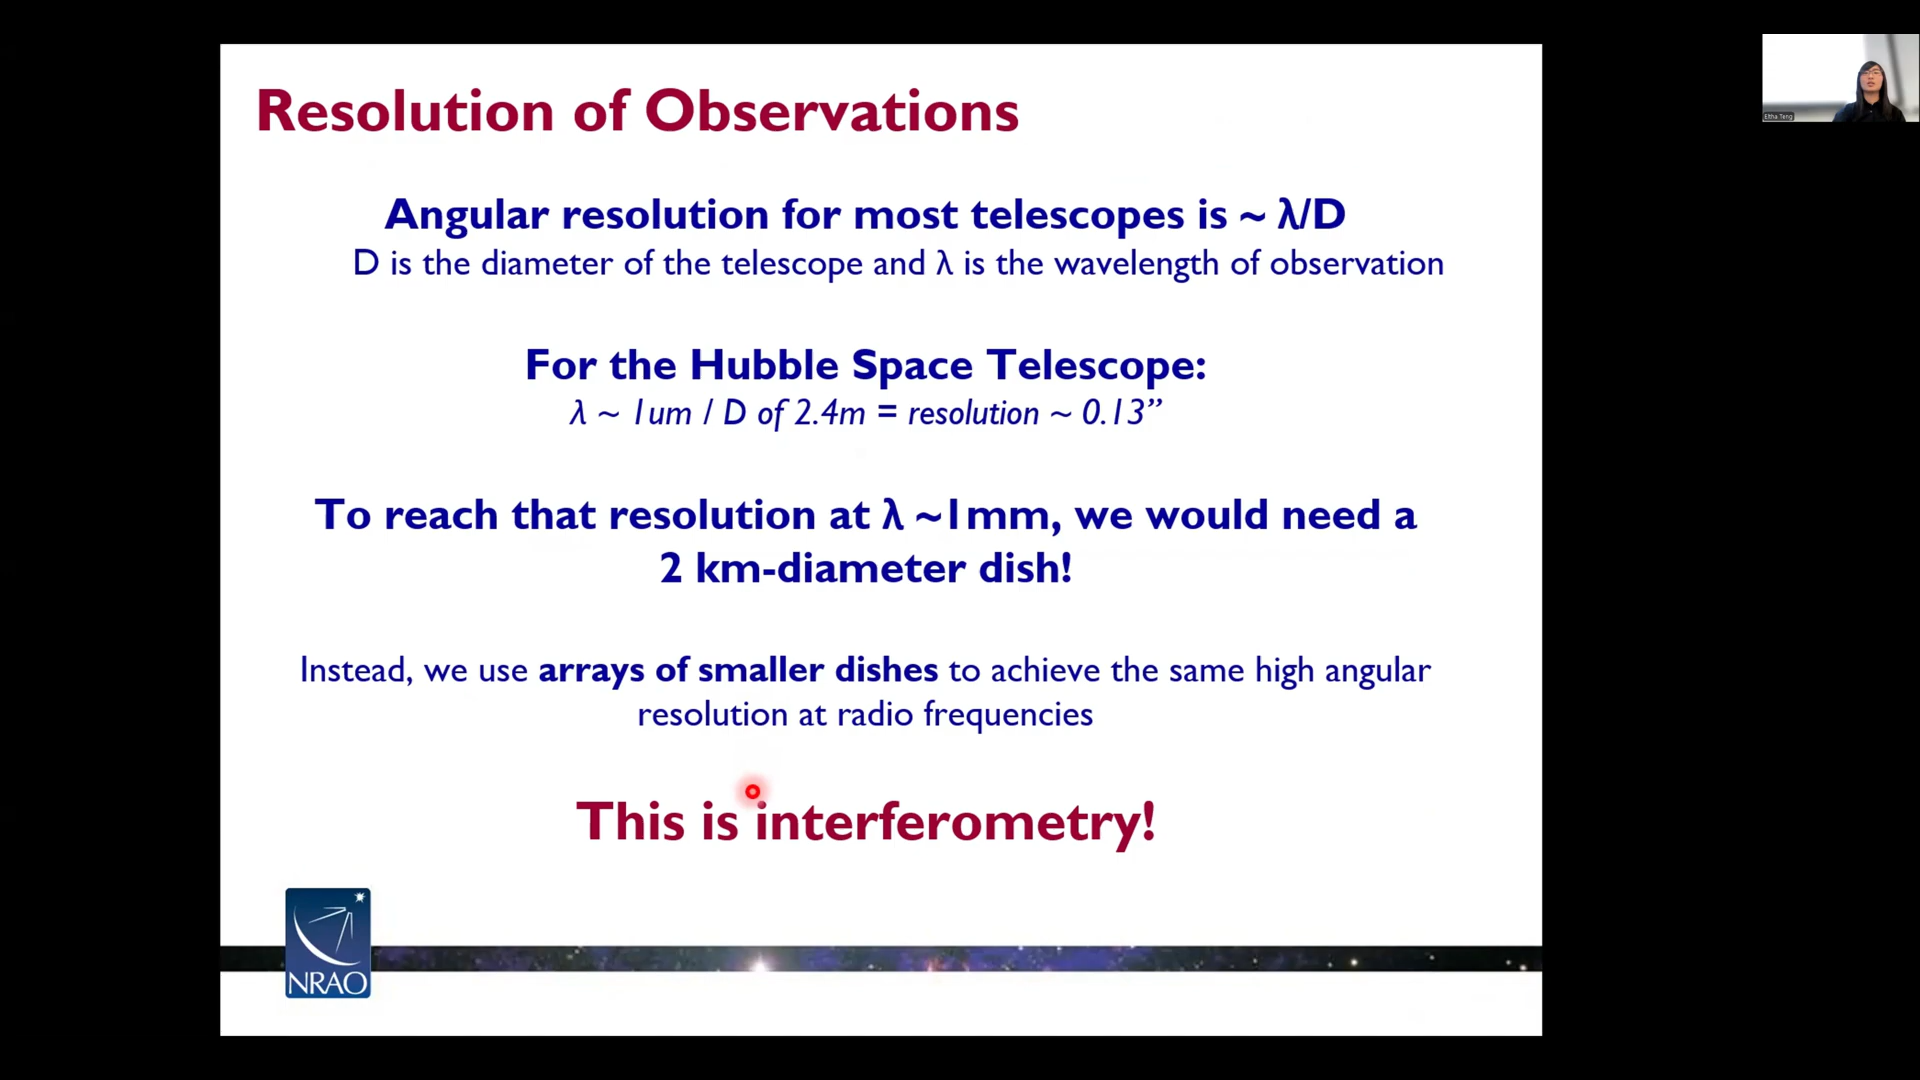 Resolution of Observations
Angular resolution for most telescopes is ~ λ/D
D is the diameter of the telescope and λ is the wavelength of observation
For the Hubble Space Telescope:
λ ~ 1um / D of 2.4m = resolution ~ 0.13”
To reach that resolution at λ ~1mm, we would need a
2 km-diameter dish!
Instead, we use arrays of smaller dishes to achieve the same high angular
resolution at radio frequencies
This is interferometry!
NRAO
Eltha Teng